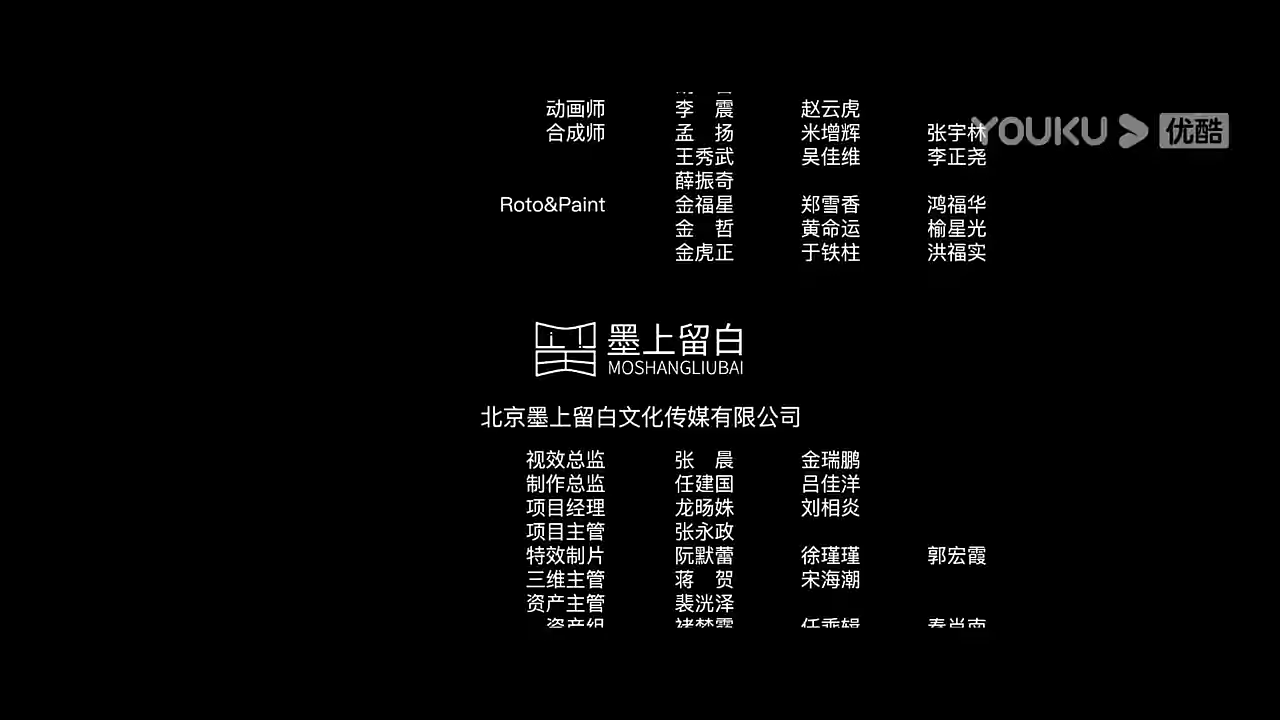 动画师 李 震 赵云虎
合成师 孟 扬 米增辉 张宇林
YOUKU 优酷
王秀武 吴佳维 李正尧
薛振奇
Roto&Paint 金福星 郑雪香 鸿福华
金 哲 黄命运 榆星光
金虎正 于铁柱 洪福实
墨上留白
MOSHANGLIUBAI
北京墨上留白文化传媒有限公司
视效总监 张 晨 金瑞鹏
制作总监 任建国 吕佳洋
项目经理 龙旸姝 刘相炎
项目主管 张永政
特效制片 阮默蕾 徐瑾瑾 郭宏霞
三维主管 蒋 贺 宋海潮
资产主管 裴洸泽
资产组